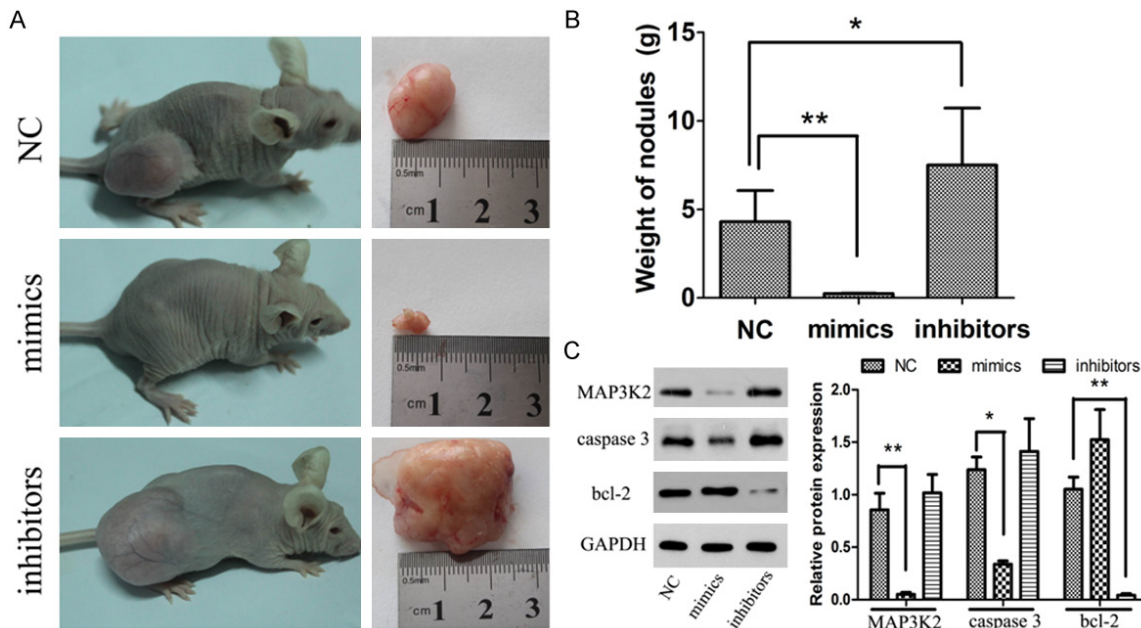 A
NC
0.5mm
cm 1 2 3
mimics
0.5mm
cm 1 2 3
inhibitors
0.5mm
cm 1 2 3
B
Weight of nodules (g)
15
10
5
0
*
**
NC mimics inhibitors
C
MAP3K2
caspase 3
bcl-2
GAPDH
NC mimics inhibitors
NC mimics inhibitors
Relative protein expression
2.0
1.5
1.0
0.5
0.0
**
*
**
MAP3K2 caspase 3 bcl-2